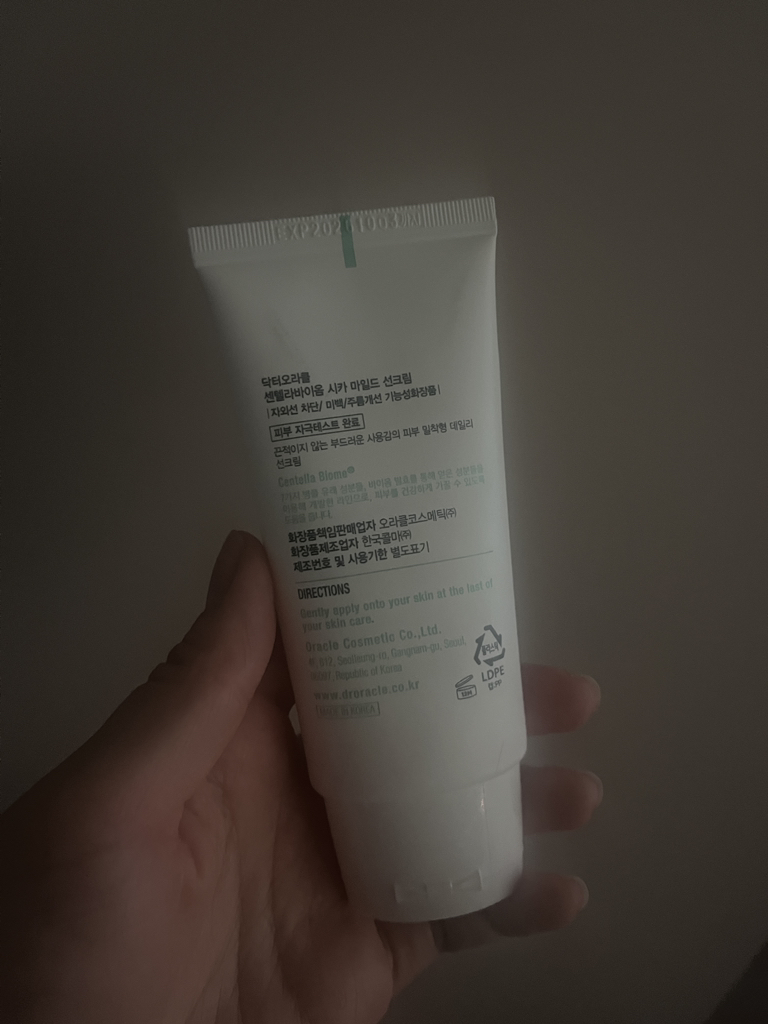 닥터오라클
센텔라바이옴 시카 마일드 선크림
| 자외선 차단/ 미백/주름개선 기능성화장품 |
피부 자극테스트 완료
끈적이지 않는 부드러운 사용감의 피부 밀착형 데일리
선크림
Centella Biome®
화장품책임판매업자 오라클코스메틱㈜
화장품제조업자 한국콜마㈜
제조번호 및 사용기한 별도표기
DIRECTIONS
Gently apply onto your skin at the last of
your skin care.
Oracle Cosmetic Co.,Ltd.
Gangnam-gu, Seoul,
Republic of Korea
www.droracle.co.kr
MADE IN KOREA
LDPE